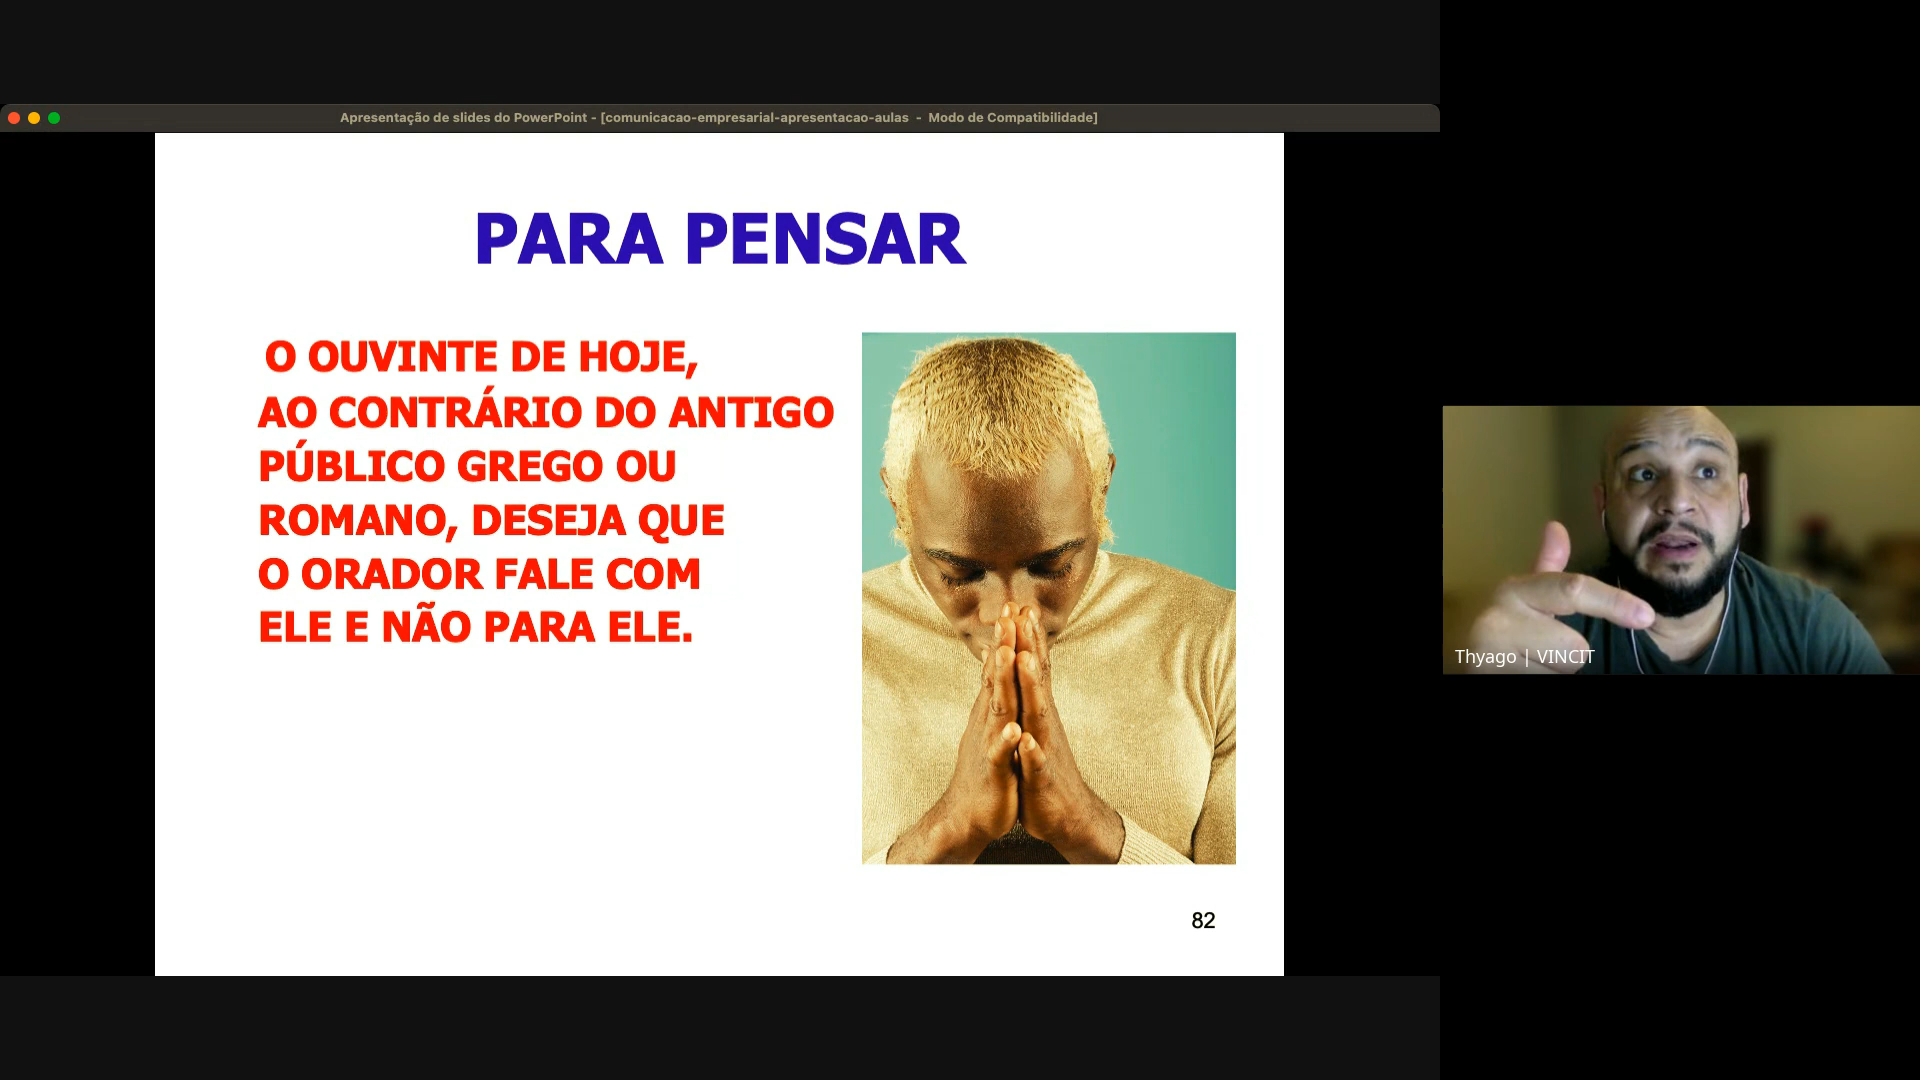 Apresentação de slides do PowerPoint - [comunicacao-empresarial-apresentacao-aulas - Modo de Compatibilidade]
PARA PENSAR
O OUVINTE DE HOJE,
AO CONTRÁRIO DO ANTIGO
PÚBLICO GREGO OU
ROMANO, DESEJA QUE
O ORADOR FALE COM
ELE E NÃO PARA ELE.
82
Thyago | VINCIT